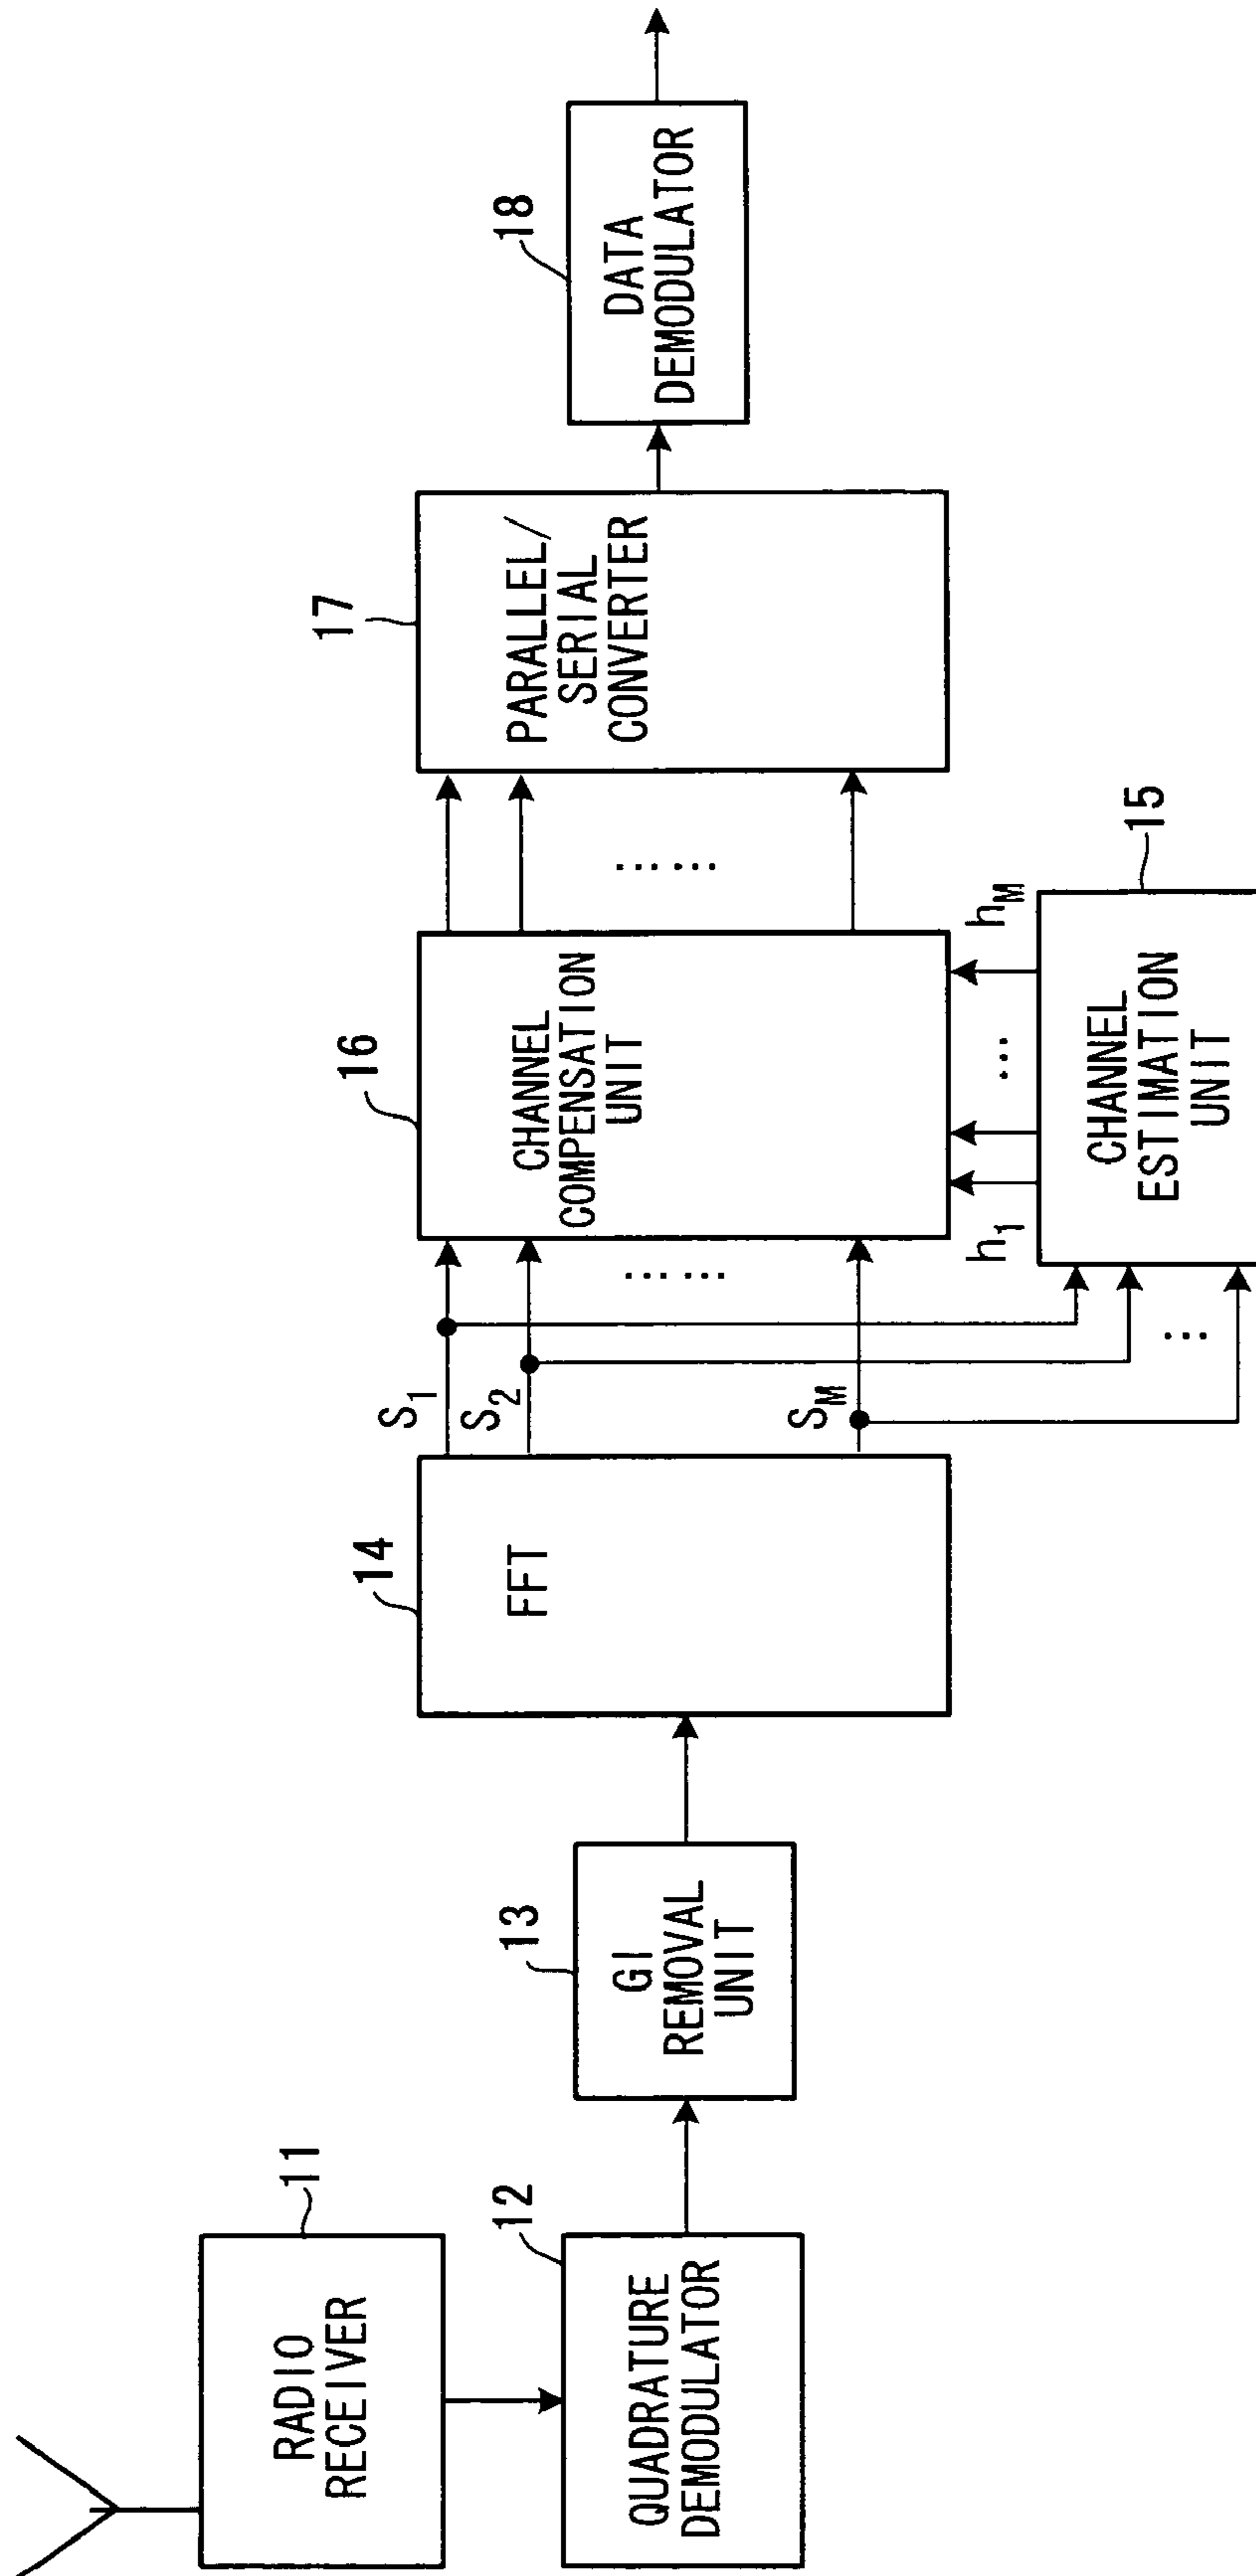 11
RADIO
RECEIVER
12
QUADRATURE
DEMODULATOR
13
GI
REMOVAL
UNIT
14
FFT
S1
S2
SM
……
…
16
CHANNEL
COMPENSATION
UNIT
h1
…
hM
15
CHANNEL
ESTIMATION
UNIT
……
17
PARALLEL/
SERIAL
CONVERTER
18
DATA
DEMODULATOR